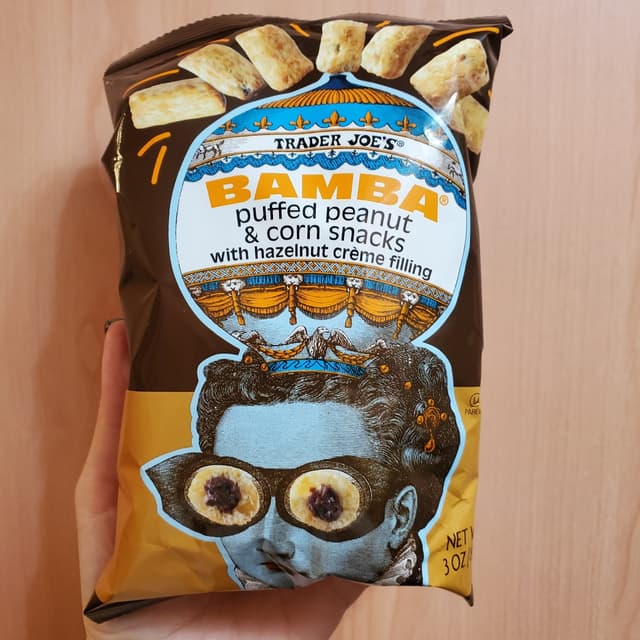 TRADER JOE'S®
BAMBA®
puffed peanut
& corn snacks
with hazelnut crème filling
NET
3 OZ